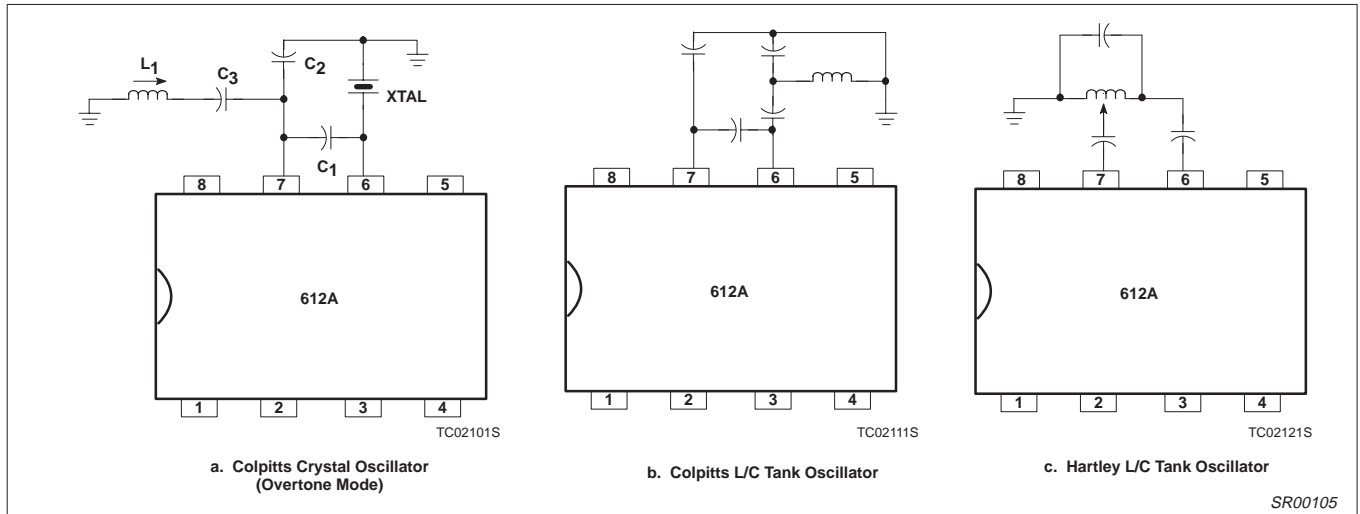 L1
C3
C2
XTAL
C1
8 7 6 5
612A
1 2 3 4
TC02101S
a. Colpitts Crystal Oscillator
(Overtone Mode)
8 7 6 5
612A
1 2 3 4
TC02111S
b. Colpitts L/C Tank Oscillator
8 7 6 5
612A
1 2 3 4
TC02121S
c. Hartley L/C Tank Oscillator
SR00105